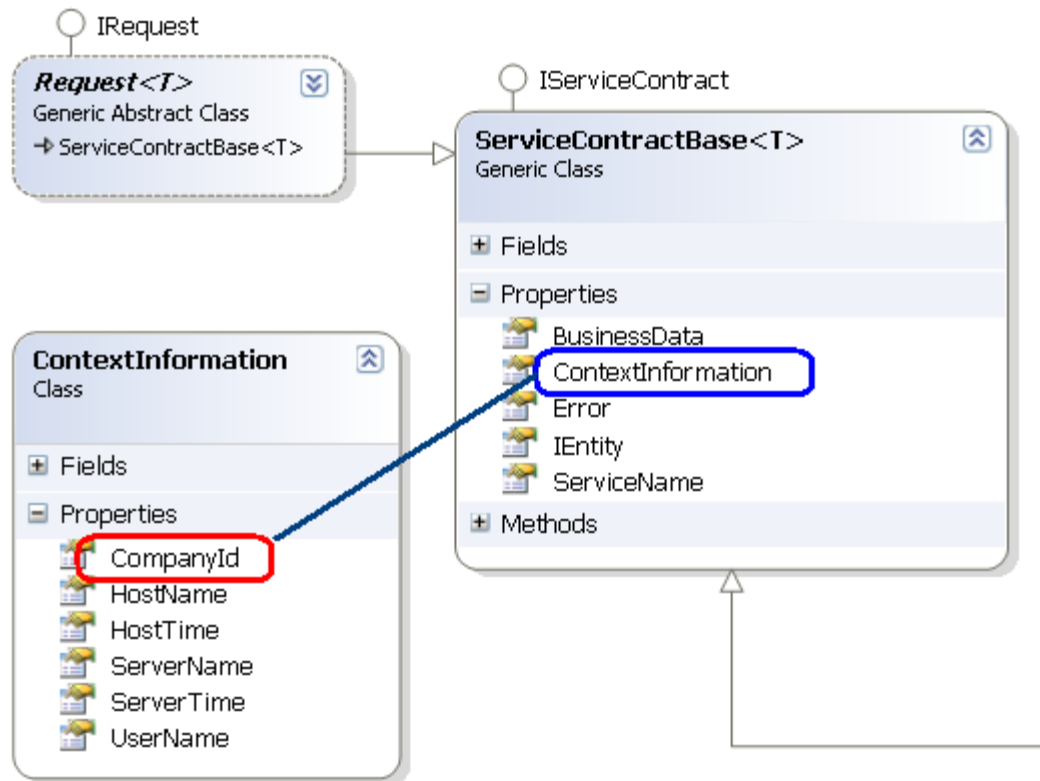 IRequest
Request<T>
Generic Abstract Class
ServiceContractBase<T>
IServiceContract
ServiceContractBase<T>
Generic Class
Fields
Properties
BusinessData
ContextInformation
Error
IEntity
ServiceName
Methods
ContextInformation
Class
Fields
Properties
CompanyId
HostName
HostTime
ServerName
ServerTime
UserName